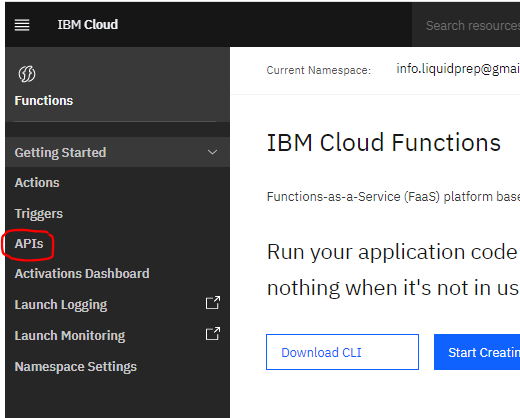 IBM Cloud
Search resources
Functions
Getting Started
Actions
Triggers
APIs
Activations Dashboard
Launch Logging
Launch Monitoring
Namespace Settings
Current Namespace: info.liquidprep@gmai
IBM Cloud Functions
Functions-as-a-Service (FaaS) platform base
Run your application code
nothing when it's not in us
Download CLI
Start Creatin